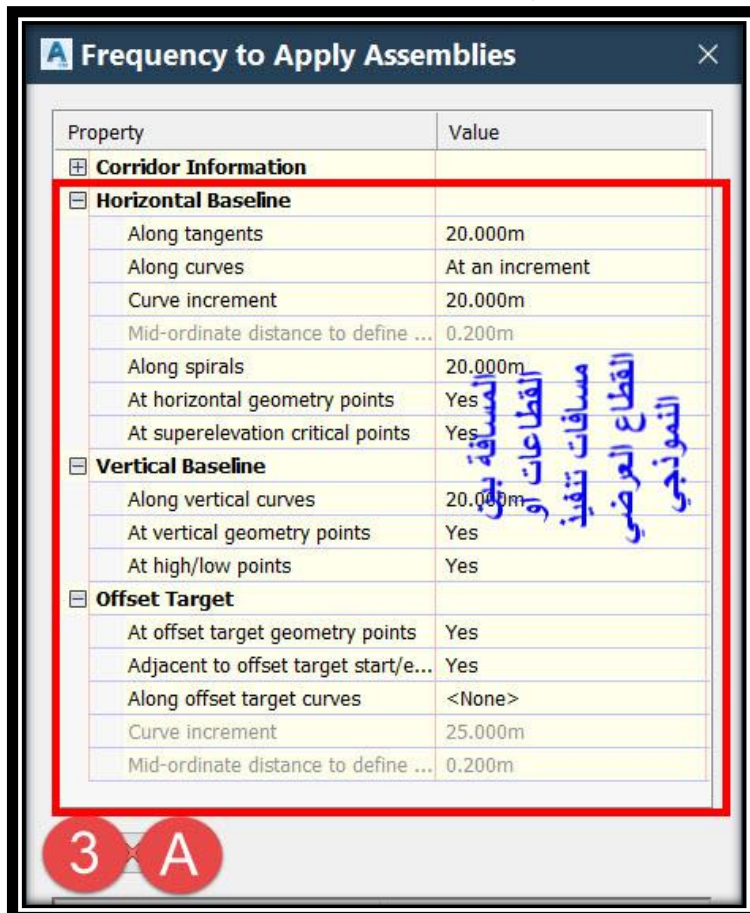 Frequency to Apply Assemblies
Property Value
Corridor Information
Horizontal Baseline
Along tangents 20.000m
Along curves At an increment
Curve increment 20.000m
Mid-ordinate distance to define ... 0.200m
Along spirals 20.000m
At horizontal geometry points Yes
At superelevation critical points Yes
Vertical Baseline
Along vertical curves 20.000m
At vertical geometry points Yes
At high/low points Yes
Offset Target
At offset target geometry points Yes
Adjacent to offset target start/e... Yes
Along offset target curves <None>
Curve increment 25.000m
Mid-ordinate distance to define ... 0.200m
المسافة بين
القطاعات او
مسافات تنفيذ
القطاع العرضي
النموذجي
3 A